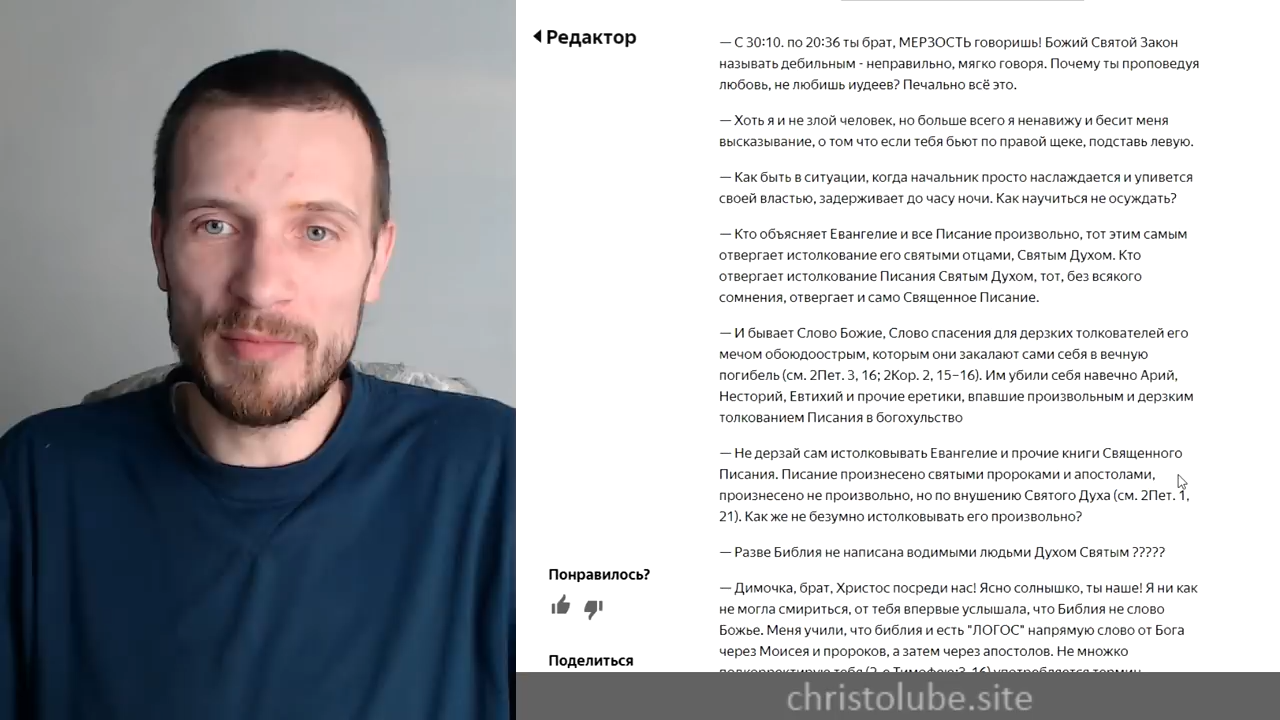 Редактор
— С 30:10. по 20:36 ты брат, МЕРЗОСТЬ говоришь! Божий Святой Закон
называть дебильным - неправильно, мягко говоря. Почему ты проповедуя
любовь, не любишь иудеев? Печально всё это.
— Хоть я и не злой человек, но больше всего я ненавижу и бесит меня
высказывание, о том что если тебя бьют по правой щеке, подставь левую.
— Как быть в ситуации, когда начальник просто наслаждается и упивется
своей властью, задерживает до часу ночи. Как научиться не осуждать?
— Кто объясняет Евангелие и все Писание произвольно, тот этим самым
отвергает истолкование его святыми отцами, Святым Духом. Кто
отвергает истолкование Писания Святым Духом, тот, без всякого
сомнения, отвергает и само Священное Писание.
— И бывает Слово Божие, Слово спасения для дерзких толкователей его
мечом обоюдоострым, которым они закалают сами себя в вечную
погибель (см. 2Пет. 3, 16; 2Кор. 2, 15–16). Им убили себя навечно Арий,
Несторий, Евтихий и прочие еретики, впавшие произвольным и дерзким
толкованием Писания в богохульство
— Не дерзай сам истолковывать Евангелие и прочие книги Священного
Писания. Писание произнесено святыми пророками и апостолами,
произнесено не произвольно, но по внушению Святого Духа (см. 2Пет. 1,
21). Как же не безумно истолковывать его произвольно?
— Разве Библия не написана водимыми людьми Духом Святым ?????
— Димочка, брат, Христос посреди нас! Ясно солнышко, ты наше! Я ни как
не могла смириться, от тебя впервые услышала, что Библия не слово
Божье. Меня учили, что библия и есть "ЛОГОС" напрямую слово от Бога
через Моисея и пророков, а затем через апостолов. Не множко
подкорректирую тебя (2-е Тимофею:3-16) употребляется термин
Понравилось?
Поделиться
christolube.site